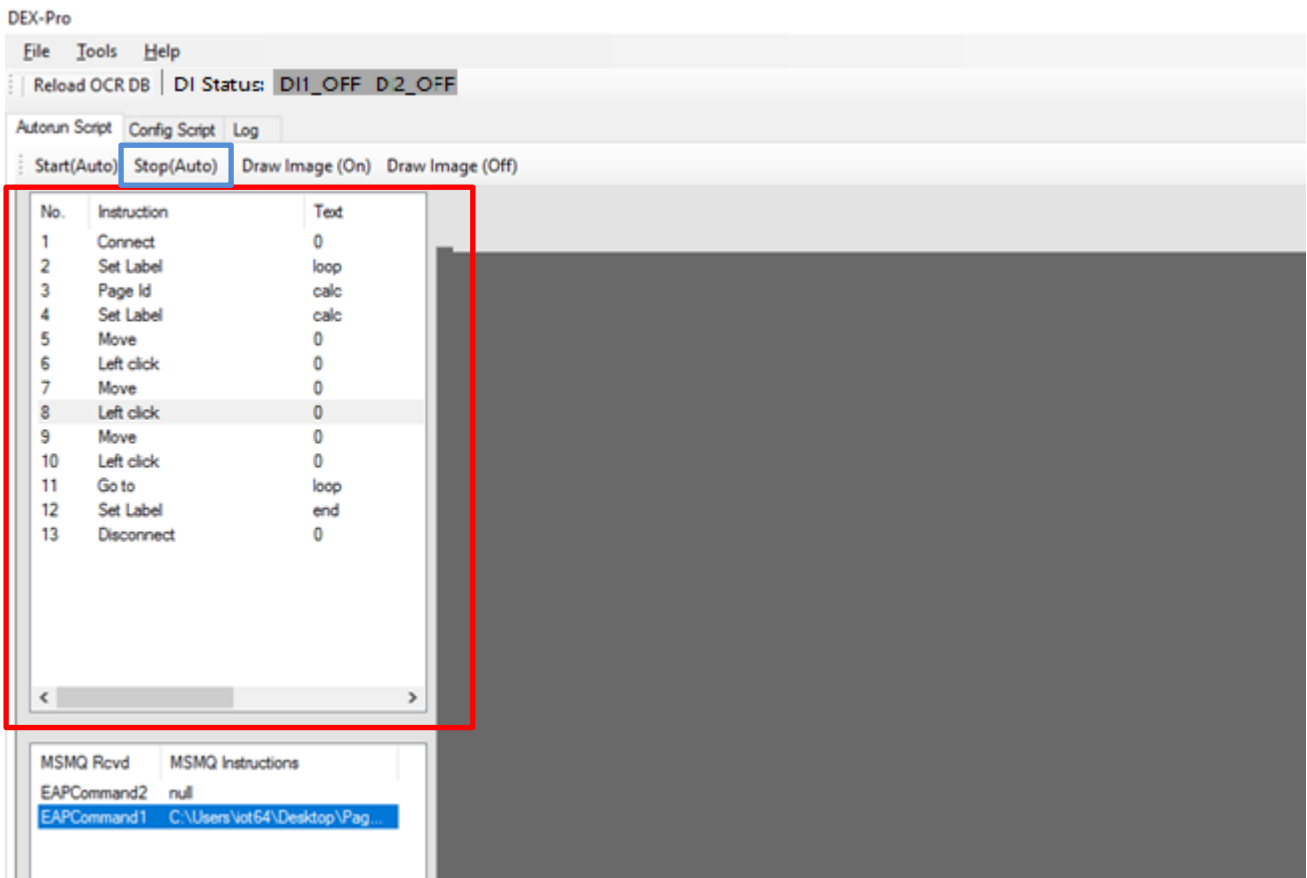 DEX-Pro
File Tools Help
Reload OCR DB DI Status: DI1_OFF DI2_OFF
Autorun Script Config Script Log
Start(Auto) Stop(Auto) Draw Image (On) Draw Image (Off)
No. Instruction Text
1 Connect 0
2 Set Label loop
3 Page Id calc
4 Set Label calc
5 Move 0
6 Left click 0
7 Move 0
8 Left click 0
9 Move 0
10 Left click 0
11 Go to loop
12 Set Label end
13 Disconnect 0
MSMQ Rcvd MSMQ Instructions
EAPCommand2 null
EAPCommand1 C:\Users\iot64\Desktop\Pag...